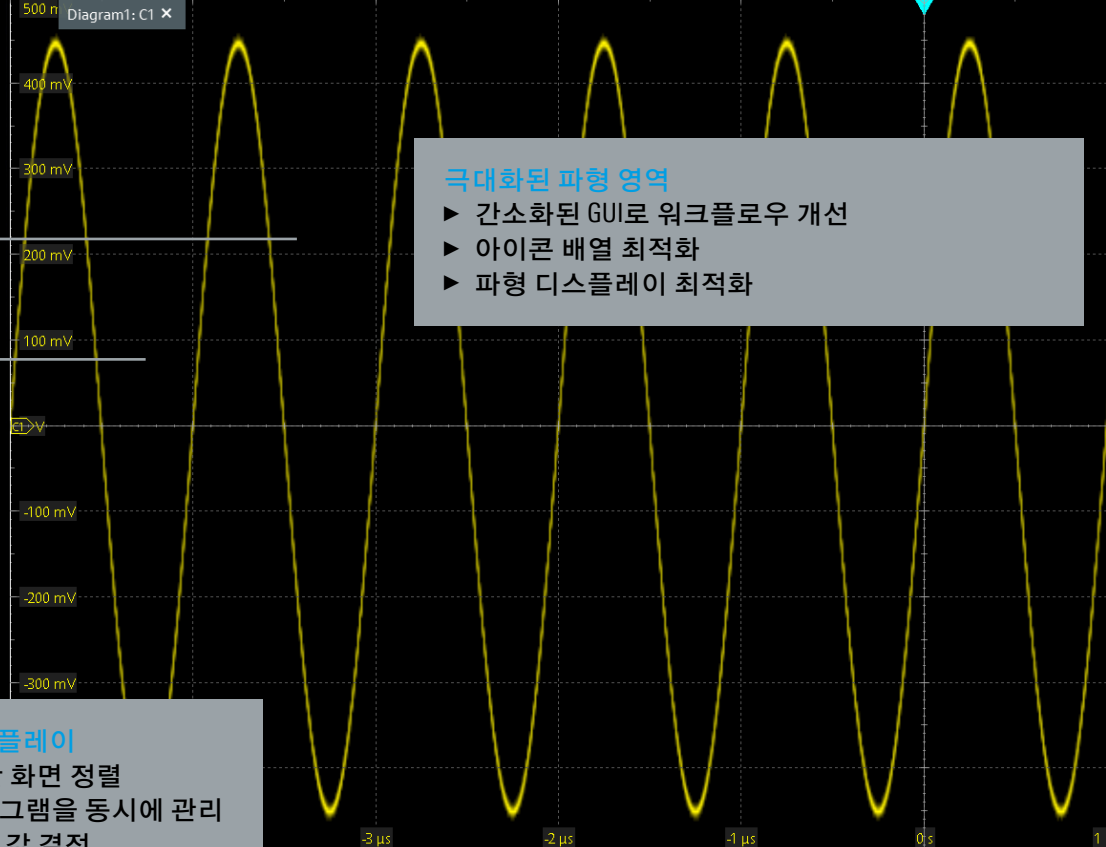 500 m
Diagram1: C1 ×
400 mV
300 mV
극대화된 파형 영역
► 간소화된 GUI로 워크플로우 개선
► 아이콘 배열 최적화
► 파형 디스플레이 최적화
200 mV
100 mV
C1 V
-100 mV
-200 mV
-300 mV
플레이
화면 정렬
그램을 동시에 관리
-3 µs
-2 µs
-1 µs
0 s
1